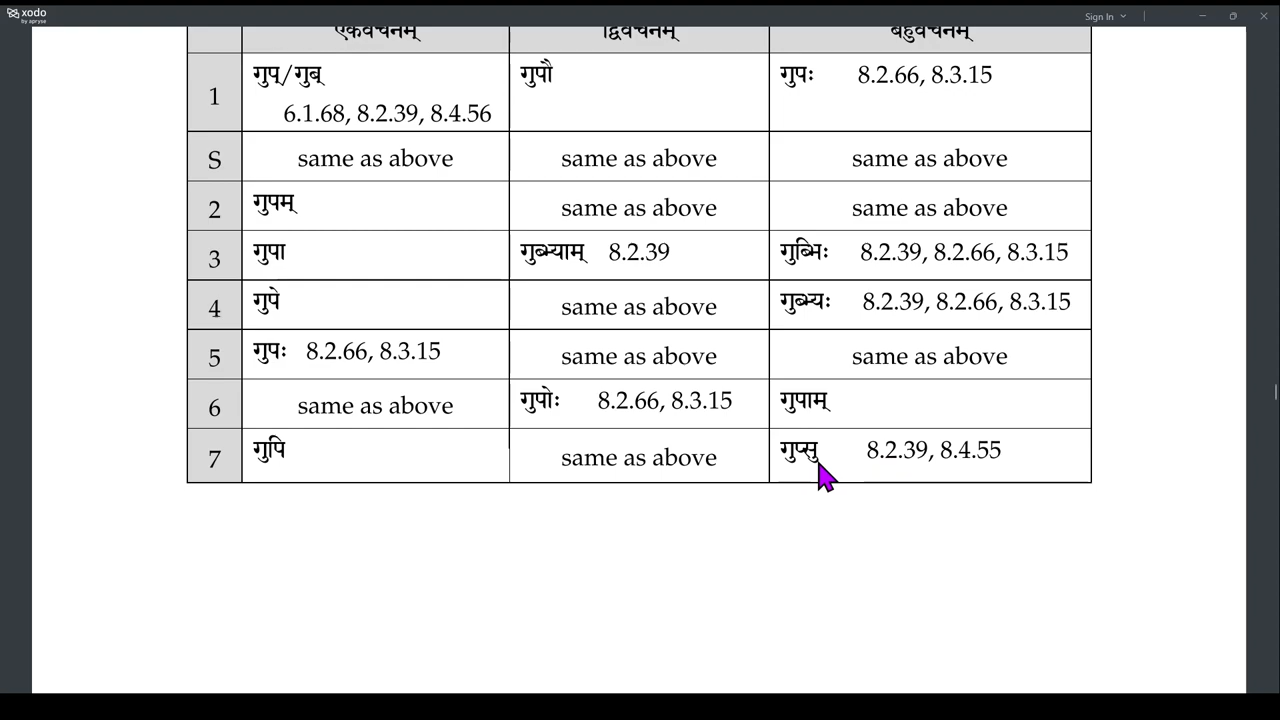 xodo
by apryse
Sign In
एकवचनम् द्विवचनम् बहुवचनम्
1 गुप्/गुब् 6.1.68, 8.2.39, 8.4.56 गुपौ गुपः 8.2.66, 8.3.15
S same as above same as above same as above
2 गुपम् same as above same as above
3 गुपा गुब्भ्याम् 8.2.39 गुब्भिः 8.2.39, 8.2.66, 8.3.15
4 गुपे same as above गुब्भ्यः 8.2.39, 8.2.66, 8.3.15
5 गुपः 8.2.66, 8.3.15 same as above same as above
6 same as above गुपोः 8.2.66, 8.3.15 गुपाम्
7 गुपि same as above गुप्सु 8.2.39, 8.4.55